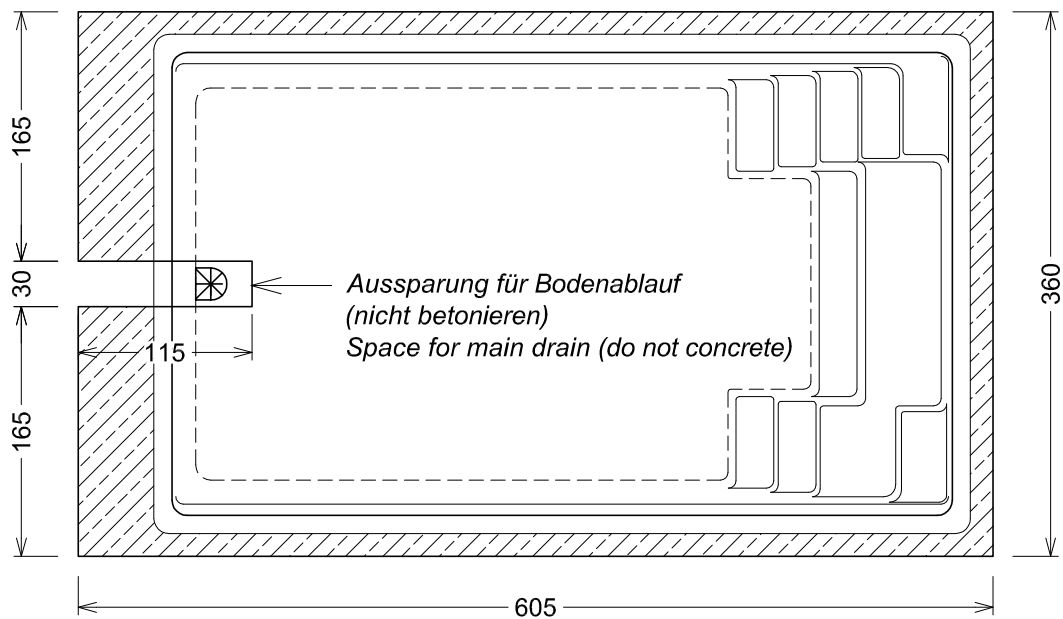 165
30
165
115
Aussparung für Bodenablauf
(nicht betonieren)
Space for main drain (do not concrete)
360
605